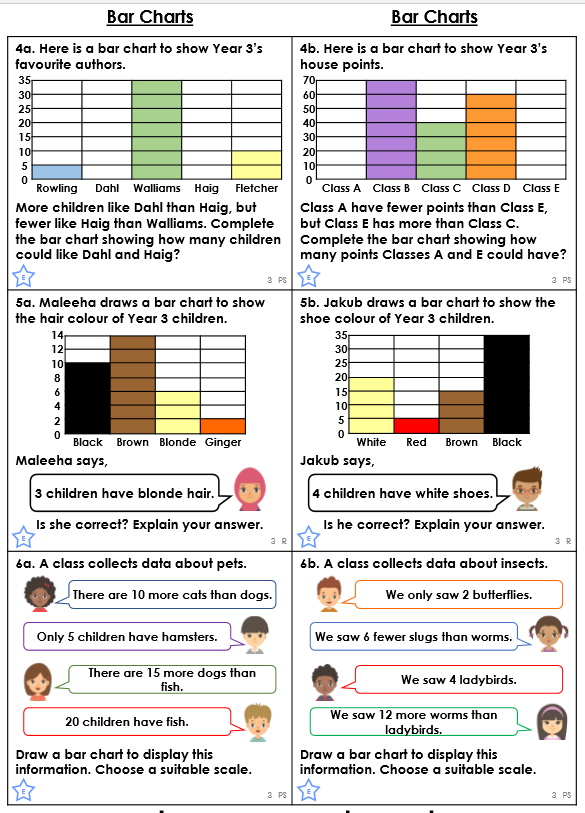 Bar Charts
Bar Charts
4a. Here is a bar chart to show Year 3’s
favourite authors.
35
30
25
20
15
10
5
0
Rowling Dahl Walliams Haig Fletcher
More children like Dahl than Haig, but
fewer like Haig than Walliams. Complete
the bar chart showing how many children
could like Dahl and Haig?
E
3 PS
4b. Here is a bar chart to show Year 3’s
house points.
70
60
50
40
30
20
10
0
Class A Class B Class C Class D Class E
Class A have fewer points than Class E,
but Class E has more than Class C.
Complete the bar chart showing how
many points Classes A and E could have?
E
3 PS
5a. Maleeha draws a bar chart to show
the hair colour of Year 3 children.
14
12
10
8
6
4
2
0
Black Brown Blonde Ginger
Maleeha says,
3 children have blonde hair.
Is she correct? Explain your answer.
E
3 R
5b. Jakub draws a bar chart to show the
shoe colour of Year 3 children.
35
30
25
20
15
10
5
0
White Red Brown Black
Jakub says,
4 children have white shoes.
Is he correct? Explain your answer.
E
3 R
6a. A class collects data about pets.
There are 10 more cats than dogs.
Only 5 children have hamsters.
There are 15 more dogs than
fish.
20 children have fish.
Draw a bar chart to display this
information. Choose a suitable scale.
E
3 PS
6b. A class collects data about insects.
We only saw 2 butterflies.
We saw 6 fewer slugs than worms.
We saw 4 ladybirds.
We saw 12 more worms than
ladybirds.
Draw a bar chart to display this
information. Choose a suitable scale.
E
3 PS